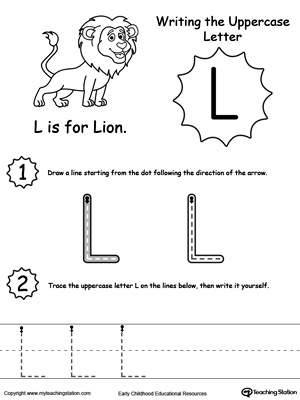 Writing the Uppercase
Letter
L
L is for Lion.
1
Draw a line starting from the dot following the direction of the arrow.
L L
2
Trace the uppercase letter L on the lines below, then write it yourself.
L L L
Copyright www.myteachingstation.com
Early Childhood Educational Resources
My Teaching Station